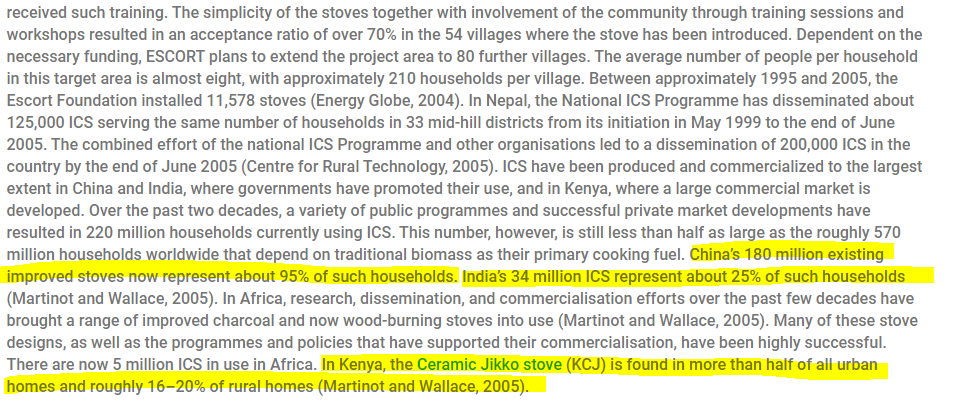 received such training. The simplicity of the stoves together with involvement of the community through training sessions and
workshops resulted in an acceptance ratio of over 70% in the 54 villages where the stove has been introduced. Dependent on the
necessary funding, ESCORT plans to extend the project area to 80 further villages. The average number of people per household
in this target area is almost eight, with approximately 210 households per village. Between approximately 1995 and 2005, the
Escort Foundation installed 11,578 stoves (Energy Globe, 2004). In Nepal, the National ICS Programme has disseminated about
125,000 ICS serving the same number of households in 33 mid-hill districts from its initiation in May 1999 to the end of June
2005. The combined effort of the national ICS Programme and other organisations led to a dissemination of 200,000 ICS in the
country by the end of June 2005 (Centre for Rural Technology, 2005). ICS have been produced and commercialized to the largest
extent in China and India, where governments have promoted their use, and in Kenya, where a large commercial market is
developed. Over the past two decades, a variety of public programmes and successful private market developments have
resulted in 220 million households currently using ICS. This number, however, is still less than half as large as the roughly 570
million households worldwide that depend on traditional biomass as their primary cooking fuel. China's 180 million existing
improved stoves now represent about 95% of such households. India's 34 million ICS represent about 25% of such households
(Martinot and Wallace, 2005). In Africa, research, dissemination, and commercialisation efforts over the past few decades have
brought a range of improved charcoal and now wood-burning stoves into use (Martinot and Wallace, 2005). Many of these stove
designs, as well as the programmes and policies that have supported their commercialisation, have been highly successful.
There are now 5 million ICS in use in Africa. In Kenya, the Ceramic Jikko stove (KCJ) is found in more than half of all urban
homes and roughly 16–20% of rural homes (Martinot and Wallace, 2005).